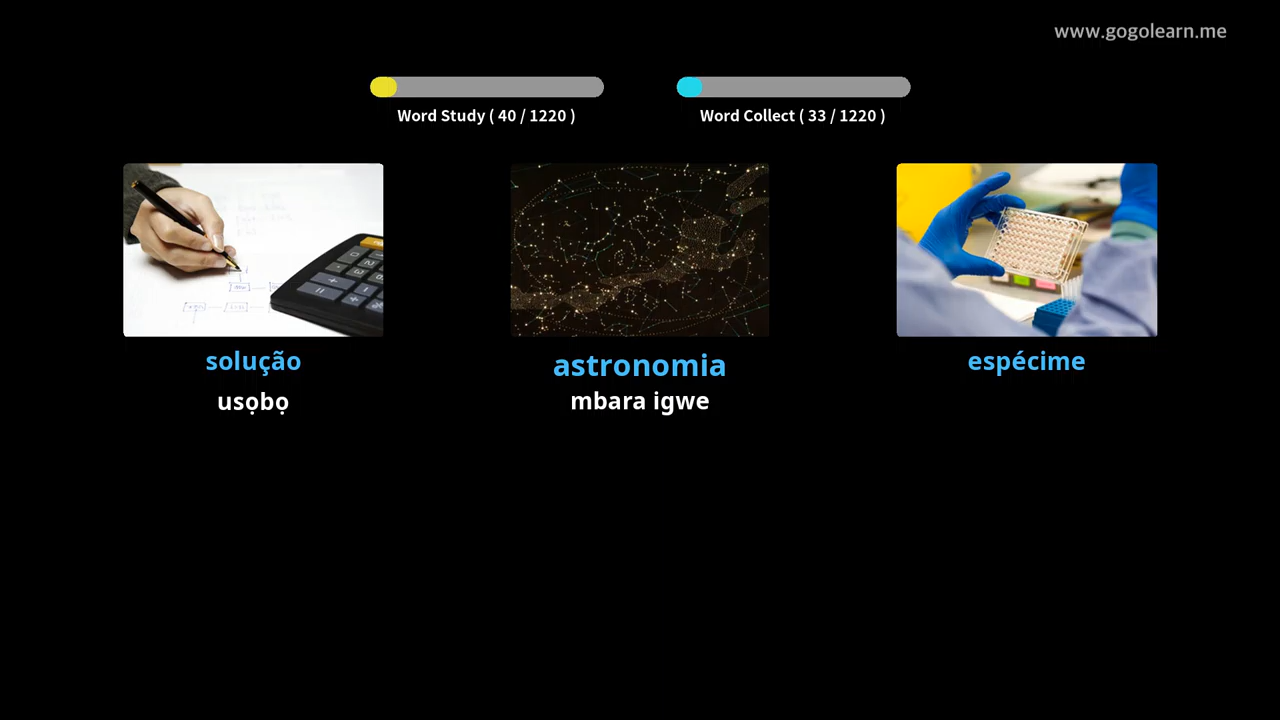 www.gogolearn.me
Word Study ( 40 / 1220 )
Word Collect ( 33 / 1220 )
solução
astronomia
espécime
usọbọ
mbara igwe